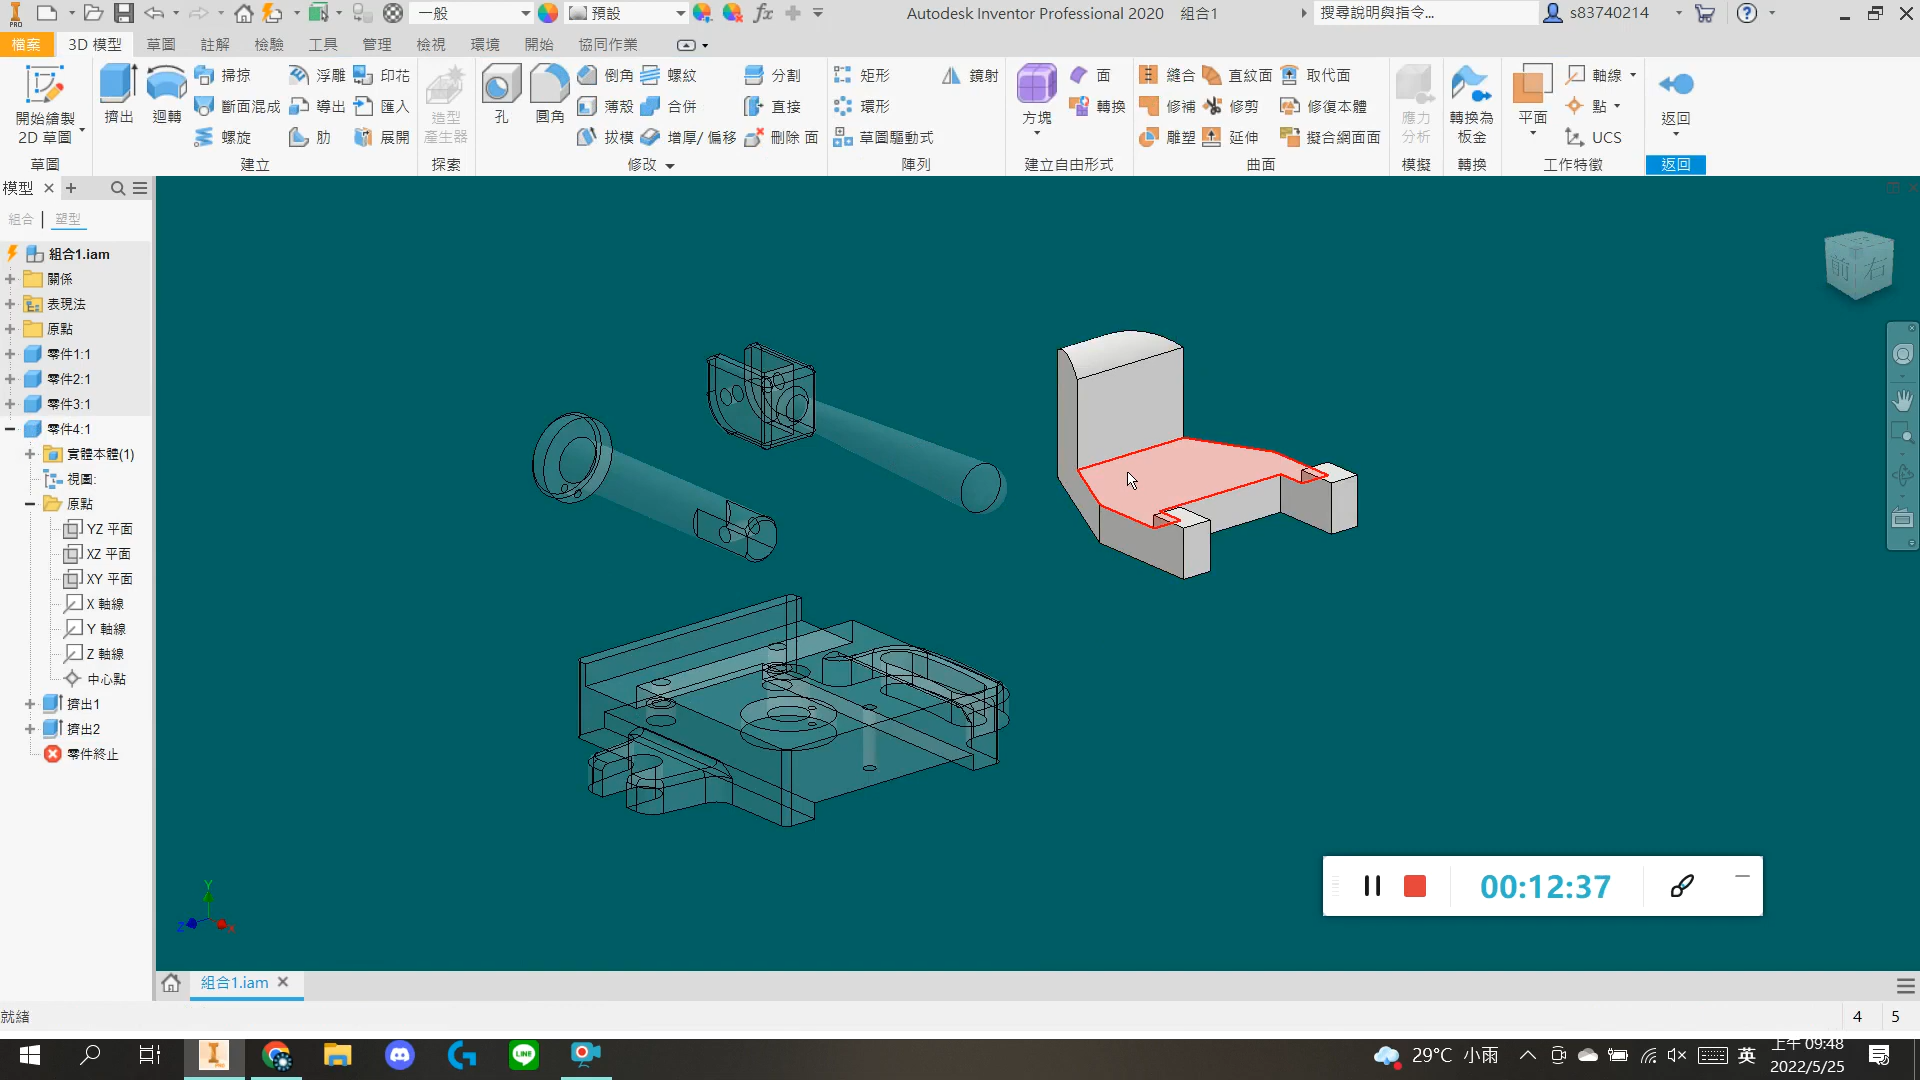 PRO
一般
預設
fx
Autodesk Inventor Professional 2020 組合1
搜尋說明與指令...
s83740214
檔案 3D 模型 草圖 註解 檢驗 工具 管理 檢視 環境 開始 協同作業
開始繪製
2D 草圖
草圖
擠出
迴轉
掃掠
斷面混成
螺旋
浮雕
導出
肋
印花
匯入
展開
建立
造型
產生器
探索
孔
圓角
倒角
薄殼
拔模
螺紋
合併
增厚/ 偏移
分割
直接
刪除 面
修改
矩形
環形
草圖驅動式
鏡射
陣列
方塊
面
轉換
建立自由形式
縫合
修補
雕塑
直紋面
修剪
延伸
取代面
修復本體
擬合網面面
曲面
應力
分析
模擬
轉換為
板金
轉換
平面
軸線
點
UCS
工作特徵
返回
返回
模型
組合
塑型
組合1.iam
關係
表現法
原點
零件1:1
零件2:1
零件3:1
零件4:1
實體本體(1)
視圖:
原點
YZ 平面
XZ 平面
XY 平面
X 軸線
Y 軸線
Z 軸線
中心點
擠出1
擠出2
零件終止
前
右
Y
Z
X
00:12:37
組合1.iam
就緒
4 5
LINE
29°C 小雨
英
上午 09:48
2022/5/25